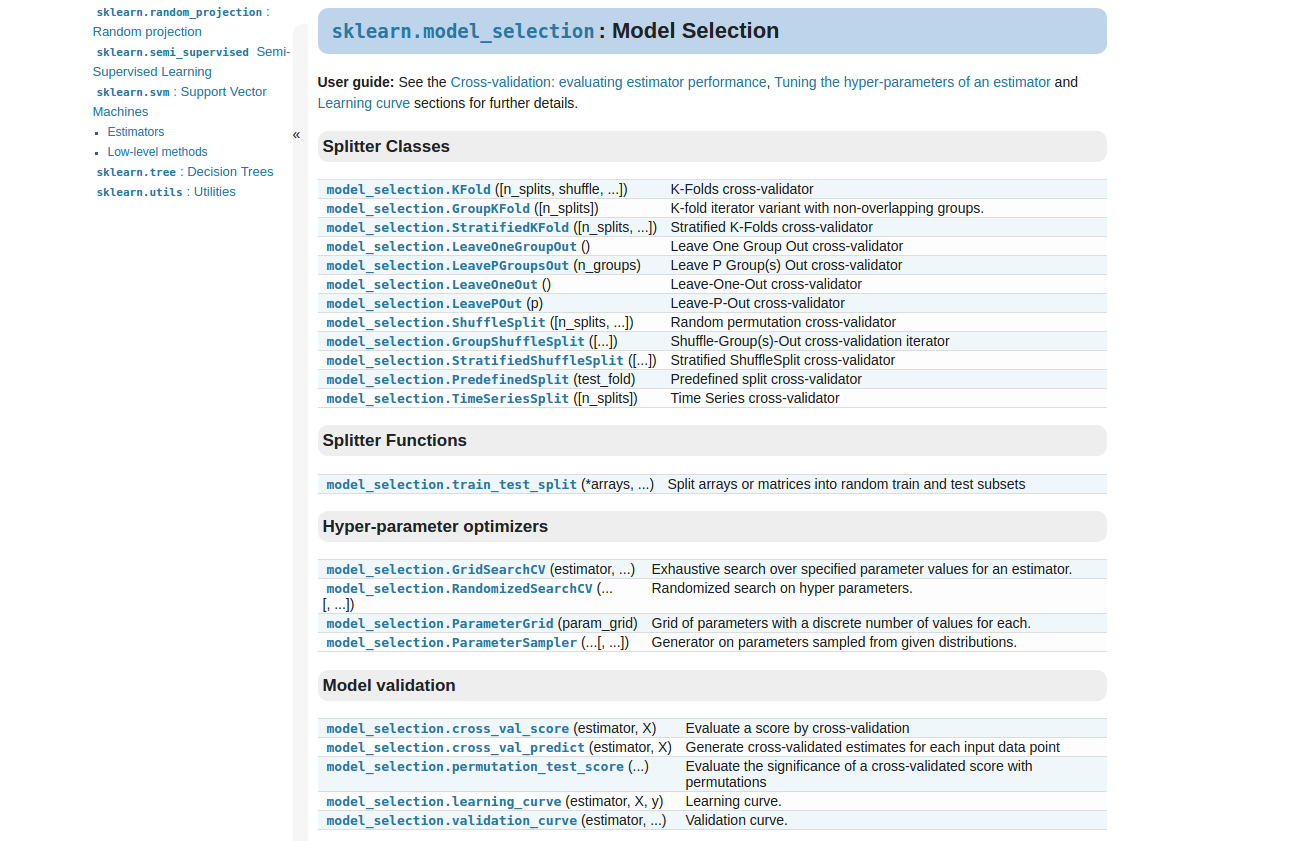 sklearn.random_projection :
Random projection
sklearn.semi_supervised Semi-
Supervised Learning
sklearn.svm : Support Vector
Machines
Estimators
Low-level methods
sklearn.tree : Decision Trees
sklearn.utils : Utilities
«
sklearn.model_selection : Model Selection
User guide: See the Cross-validation: evaluating estimator performance, Tuning the hyper-parameters of an estimator and
Learning curve sections for further details.
Splitter Classes
model_selection.KFold ([n_splits, shuffle, ...]) K-Folds cross-validator
model_selection.GroupKFold ([n_splits]) K-fold iterator variant with non-overlapping groups.
model_selection.StratifiedKFold ([n_splits, ...]) Stratified K-Folds cross-validator
model_selection.LeaveOneGroupOut () Leave One Group Out cross-validator
model_selection.LeavePGroupsOut (n_groups) Leave P Group(s) Out cross-validator
model_selection.LeaveOneOut () Leave-One-Out cross-validator
model_selection.LeavePOut (p) Leave-P-Out cross-validator
model_selection.ShuffleSplit ([n_splits, ...]) Random permutation cross-validator
model_selection.GroupShuffleSplit ([...]) Shuffle-Group(s)-Out cross-validation iterator
model_selection.StratifiedShuffleSplit ([...]) Stratified ShuffleSplit cross-validator
model_selection.PredefinedSplit (test_fold) Predefined split cross-validator
model_selection.TimeSeriesSplit ([n_splits]) Time Series cross-validator
Splitter Functions
model_selection.train_test_split (*arrays, ...) Split arrays or matrices into random train and test subsets
Hyper-parameter optimizers
model_selection.GridSearchCV (estimator, ...) Exhaustive search over specified parameter values for an estimator.
model_selection.RandomizedSearchCV (... Randomized search on hyper parameters.
[, ...])
model_selection.ParameterGrid (param_grid) Grid of parameters with a discrete number of values for each.
model_selection.ParameterSampler (...[, ...]) Generator on parameters sampled from given distributions.
Model validation
model_selection.cross_val_score (estimator, X) Evaluate a score by cross-validation
model_selection.cross_val_predict (estimator, X) Generate cross-validated estimates for each input data point
model_selection.permutation_test_score (...) Evaluate the significance of a cross-validated score with
permutations
model_selection.learning_curve (estimator, X, y) Learning curve.
model_selection.validation_curve (estimator, ...) Validation curve.